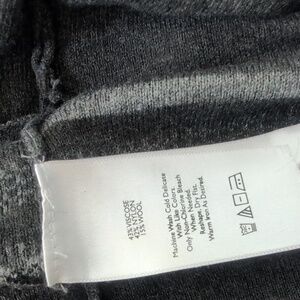 43% VISCOSE
42% NYLON
15% WOOL
Machine Wash Cold Delicate
With Like Colors
Only Non-Chlorine Bleach
When Needed.
Reshape, Dry Flat.
Warm Iron As Desired.